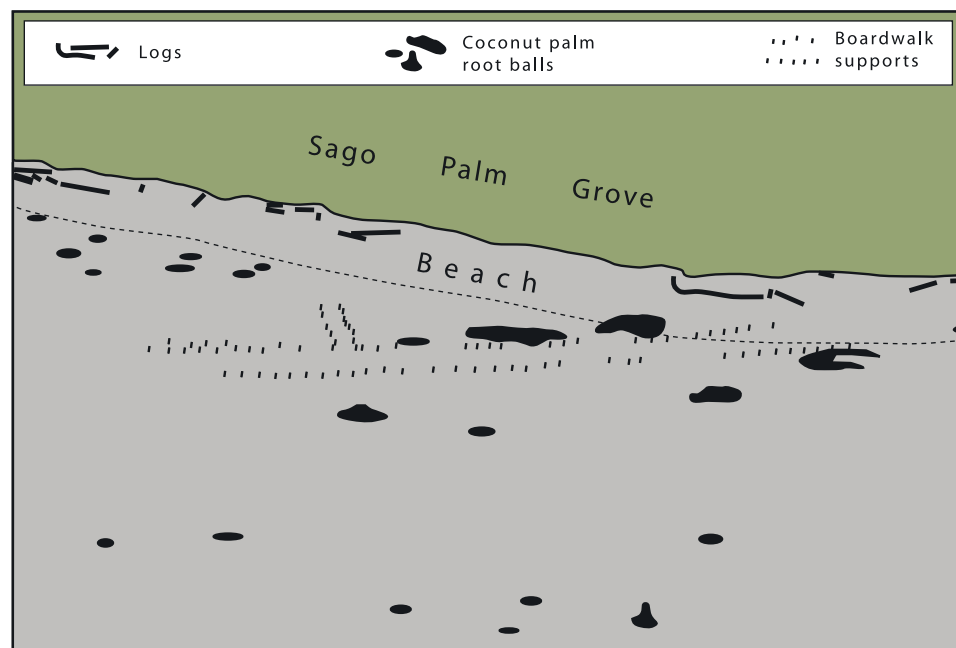 Logs
Coconut palm
root balls
Boardwalk
supports
Sago Palm Grove
Beach